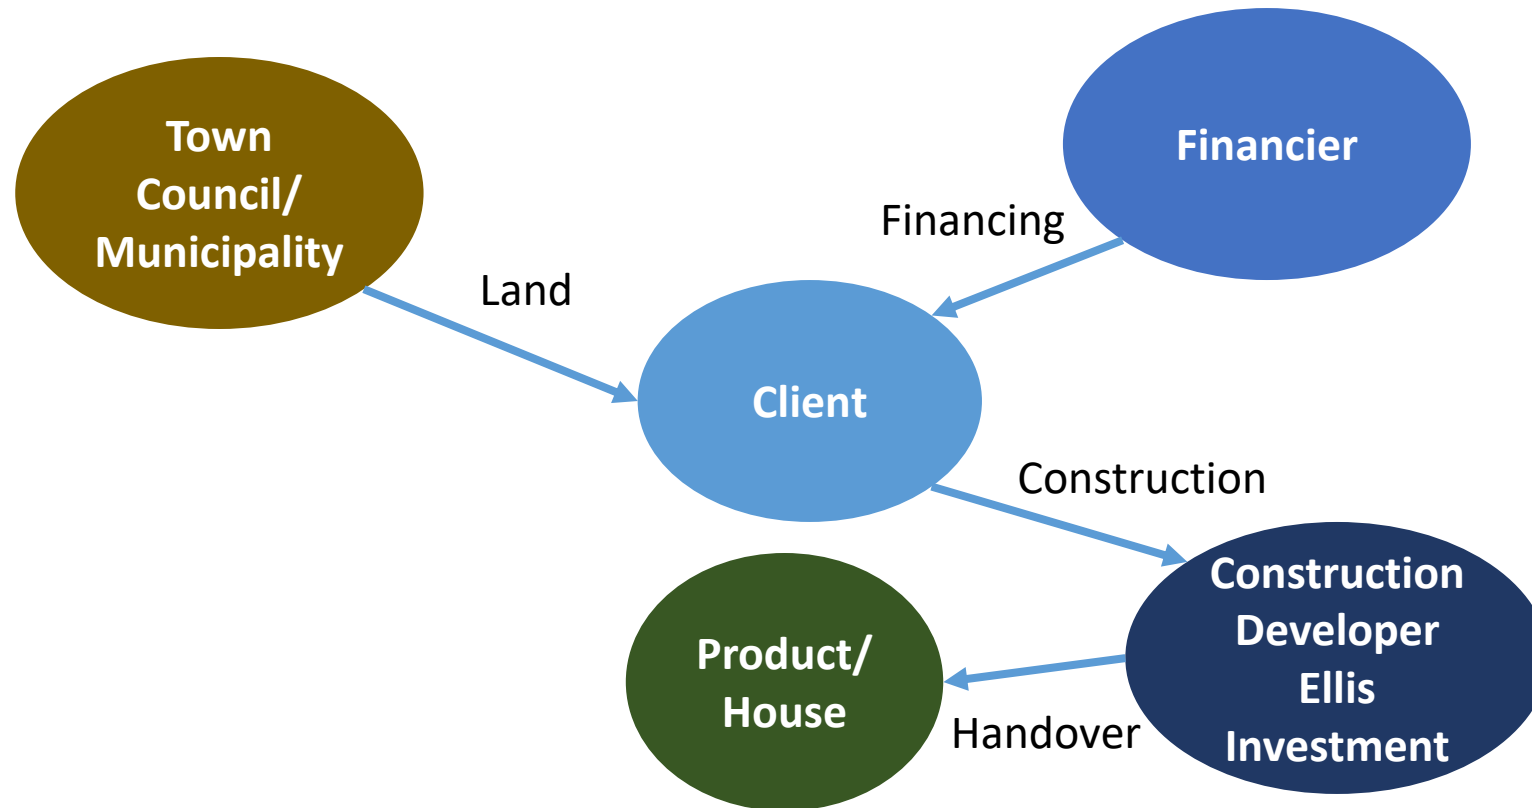 Town
Council/
Municipality
Financier
Financing
Land
Client
Construction
Construction
Developer
Ellis
Investment
Product/
House
Handover